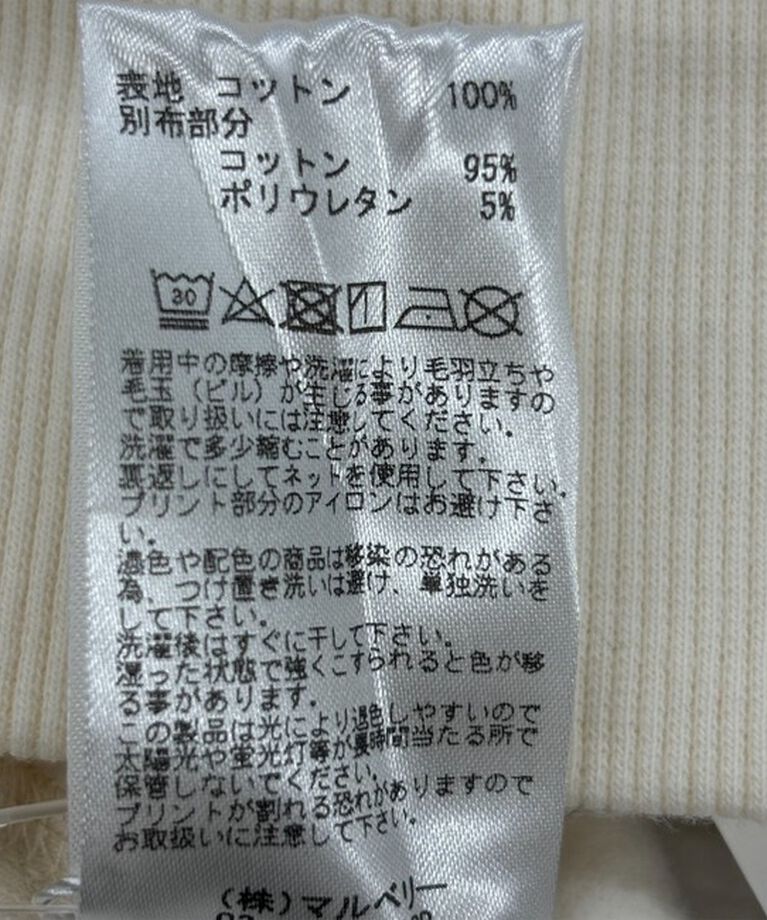 表地　コットン　100%
別布部分
コットン　95%
ポリウレタン　5%
30
着用中の摩擦や洗濯により毛羽立ちや
毛玉（ピル）が生じる事がありますの
で取り扱いには注意してください。
洗濯で多少縮むことがあります。
裏返しにしてネットを使用して下さい。
プリント部分のアイロンはお避け下さ
い。
濃色や配色の商品は移染の恐れがある
為、つけ置き洗いは避け、単独洗いを
して下さい。
洗濯後はすぐに干して下さい。
湿った状態で強くこすられると色が移
る事があります。
この製品は光により退色しやすいので
太陽光や蛍光灯等が長時間当たる所で
保管しないでください。
プリントが割れる恐れがありますので
お取扱いに注意して下さい。
（株）マルベリー